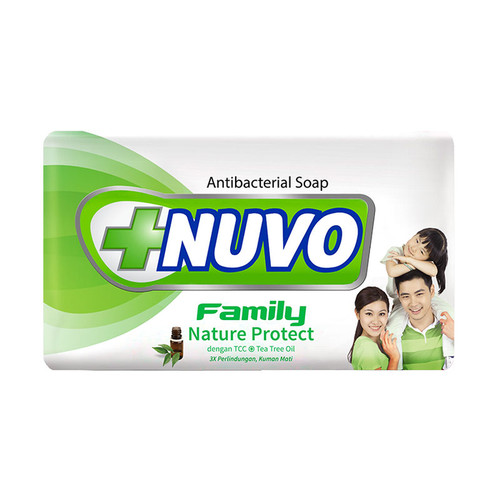 Antibacterial Soap
+NUVO
Family
Nature Protect
dengan TCC & Tea Tree Oil
3X Perlindungan, Kuman Mati